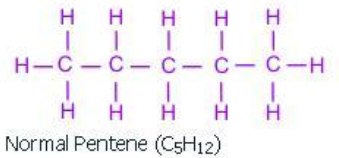 H H H H H
H—C — C — C — C — C—H
H H H H H
Normal Pentene (C₅H₁₂)